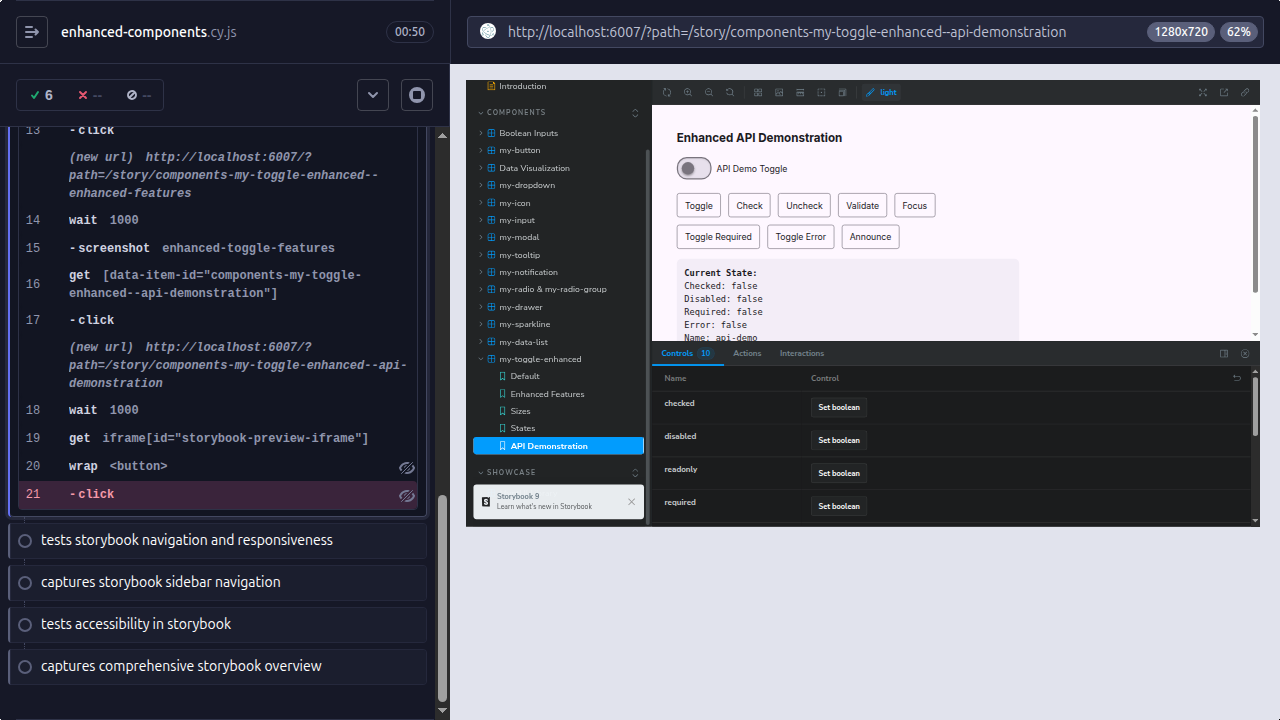 enhanced-components.cy.js
00:50
6
--
--
13
-click
(new url) http://localhost:6007/?
path=/story/components-my-toggle-enhanced--
enhanced-features
14 wait 1000
15 -screenshot enhanced-toggle-features
get [data-item-id="components-my-toggle-
16
enhanced--api-demonstration"]
17 -click
(new url) http://localhost:6007/?
path=/story/components-my-toggle-enhanced--api-
demonstration
18 wait 1000
19 get iframe[id="storybook-preview-iframe"]
20 wrap <button>
21 -click
tests storybook navigation and responsiveness
captures storybook sidebar navigation
tests accessibility in storybook
captures comprehensive storybook overview
http://localhost:6007/?path=/story/components-my-toggle-enhanced--api-demonstration
1280x720
62%
Introduction
COMPONENTS
Boolean Inputs
my-button
Data Visualization
my-dropdown
my-icon
my-input
my-modal
my-tooltip
my-notification
my-radio & my-radio-group
my-drawer
my-sparkline
my-data-list
my-toggle-enhanced
Default
Enhanced Features
Sizes
States
API Demonstration
SHOWCASE
Storybook 9
Learn what's new in Storybook
light
Enhanced API Demonstration
API Demo Toggle
Toggle Check Uncheck Validate Focus
Toggle Required Toggle Error Announce
Current State:
Checked: false
Disabled: false
Required: false
Error: false
Name: api-demo
Controls 10 Actions Interactions
Name Control
checked Set boolean
disabled Set boolean
readonly Set boolean
required Set boolean